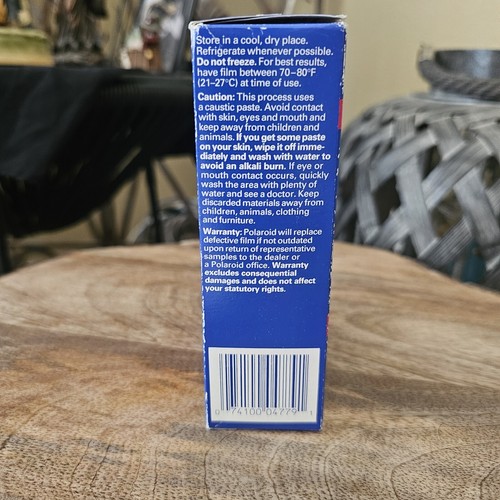 Store in a cool, dry place.
Refrigerate whenever possible.
Do not freeze. For best results,
have film between 70–80°F
(21–27°C) at time of use.
Caution: This process uses
a caustic paste. Avoid contact
with skin, eyes and mouth and
keep away from children and
animals. If you get some paste
on your skin, wipe it off imme-
diately and wash with water to
avoid an alkali burn. If eye or
mouth contact occurs, quickly
wash the area with plenty of
water and see a doctor. Keep
discarded materials away from
children, animals, clothing
and furniture.
Warranty: Polaroid will replace
defective film if not outdated
upon return of representative
samples to the dealer or
a Polaroid office. Warranty
excludes consequential
damages and does not affect
your statutory rights.
0 74100 04779 1